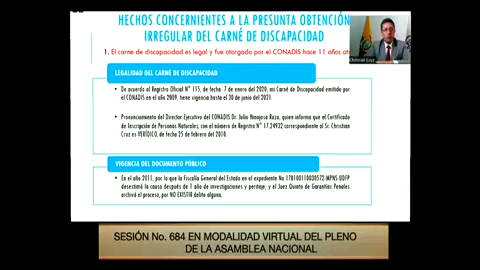 HECHOS CONCERNIENTES A LA PRESUNTA OBTENCIÓN
IRREGULAR DEL CARNÉ DE DISCAPACIDAD
1. El carne de discapacidad es legal y fue otorgado por el CONADIS hace 11 años
Christian Cruz
LEGALIDAD DEL CARNÉ DE DISCAPACIDAD
• De acuerdo al Registro Oficial N° 115, de fecha 7 de enero del 2020, mi Carné de Discapacidad emitido por
el CONADIS en el año 2009, tiene vigencia hasta el 30 de junio del 2021.
• Pronunciamiento del Director Ejecutivo del CONADIS Dr. Julio Hinojosa Raza, quien informa que el Certificado
de Inscripción de Personas Naturales, con el número de Registro N° 17.24932 correspondiente al Sr. Christian
Cruz es VERÍDICO, de fecha 25 de febrero del 2010.
VIGENCIA DEL DOCUMENTO PÚBLICO
• En el año 2011, por lo que la Fiscalía General del Estado en el expediente No
desestimó la causa después de 1 año de investigaciones y peritaje; y el Juez Quinto de Garantías Penales
archivó el proceso, por NO EXISTIR delito alguno.
SESIÓN No. 684 EN MODALIDAD VIRTUAL DEL PLENO
DE LA ASAMBLEA NACIONAL